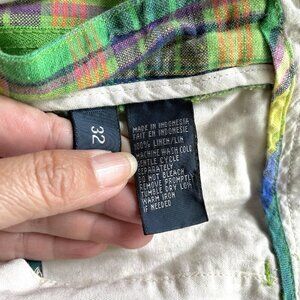 32
MADE IN INDONESIA
FAIT EN INDONESIE
100% LINEN/LIN
MACHINE WASH COLD
GENTLE CYCLE
SEPARATELY
DO NOT BLEACH
REMOVE PROMPTLY
TUMBLE DRY LOW
WARM IRON
IF NEEDED